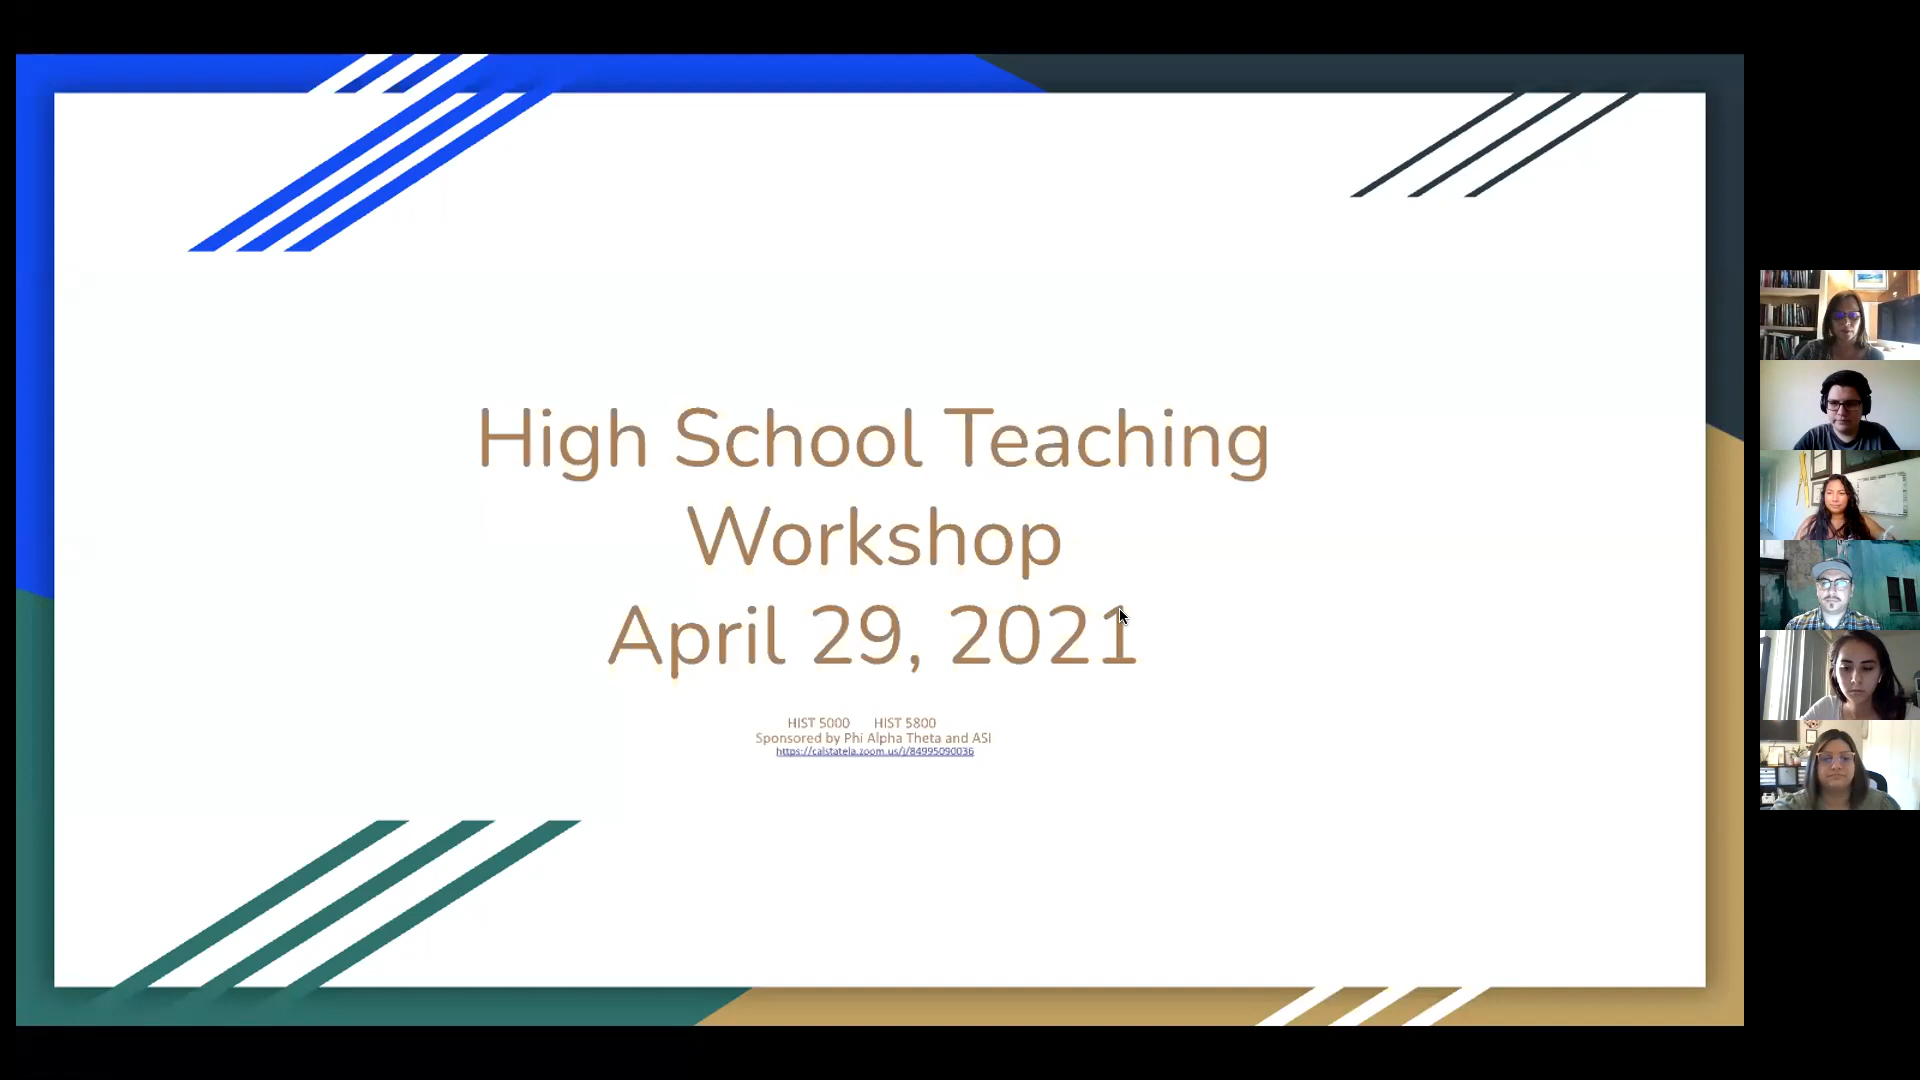 High School Teaching
Workshop
April 29, 2021
HIST 5000 HIST 5800
Sponsored by Phi Alpha Theta and ASI
https://calstatela.zoom.us/j/84995090036